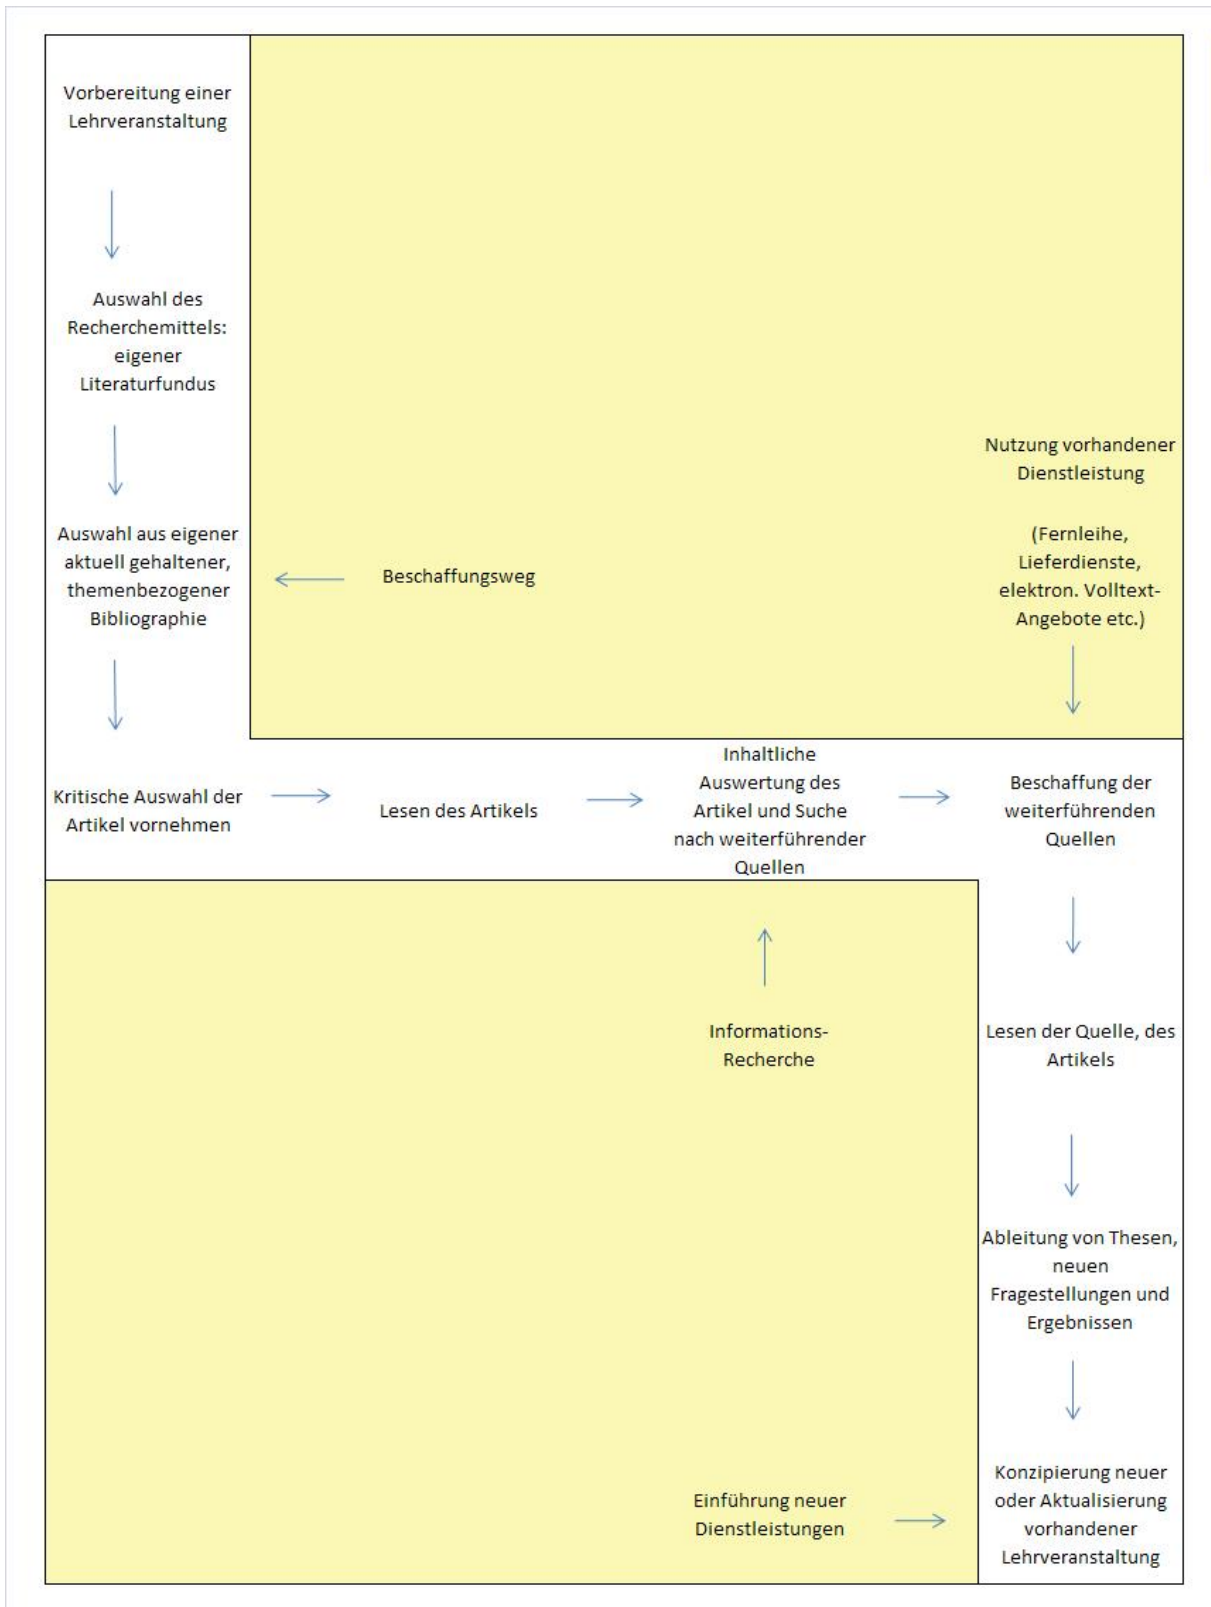 Vorbereitung einer
Lehrveranstaltung
Auswahl des
Recherchemittels:
eigener
Literaturfundus
Auswahl aus eigener
aktuell gehaltener,
themenbezogener
Bibliographie
Beschaffungsweg
Nutzung vorhandener
Dienstleistung
(Fernleihe,
Lieferdienste,
elektron. Volltext-
Angebote etc.)
Kritische Auswahl der
Artikel vornehmen
Lesen des Artikels
Inhaltliche
Auswertung des
Artikel und Suche
nach weiterführender
Quellen
Beschaffung der
weiterführenden
Quellen
Informations-
Recherche
Lesen der Quelle, des
Artikels
Ableitung von Thesen,
neuen
Fragestellungen und
Ergebnissen
Einführung neuer
Dienstleistungen
Konzipierung neuer
oder Aktualisierung
vorhandener
Lehrveranstaltung